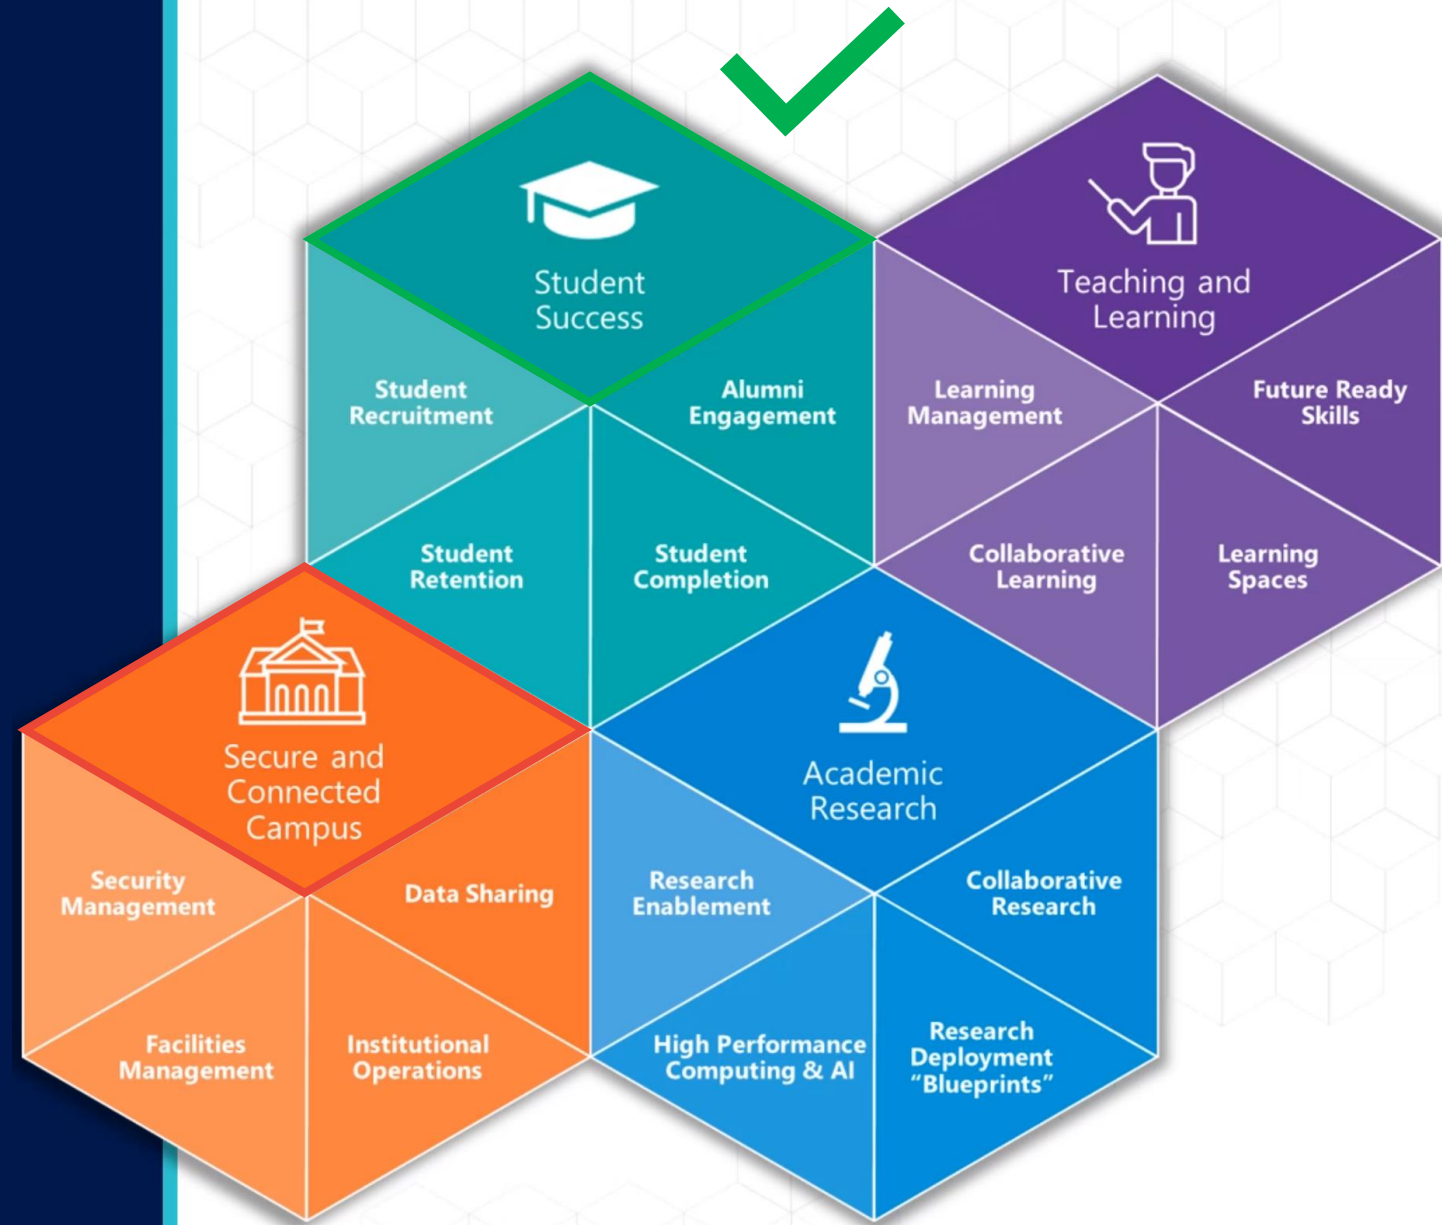 Student
Success
Student
Recruitment
Alumni
Engagement
Student
Retention
Student
Completion
Teaching and
Learning
Learning
Management
Future Ready
Skills
Collaborative
Learning
Learning
Spaces
Secure and
Connected
Campus
Security
Management
Data Sharing
Facilities
Management
Institutional
Operations
Academic
Research
Research
Enablement
Collaborative
Research
High Performance
Computing & AI
Research
Deployment
“Blueprints”